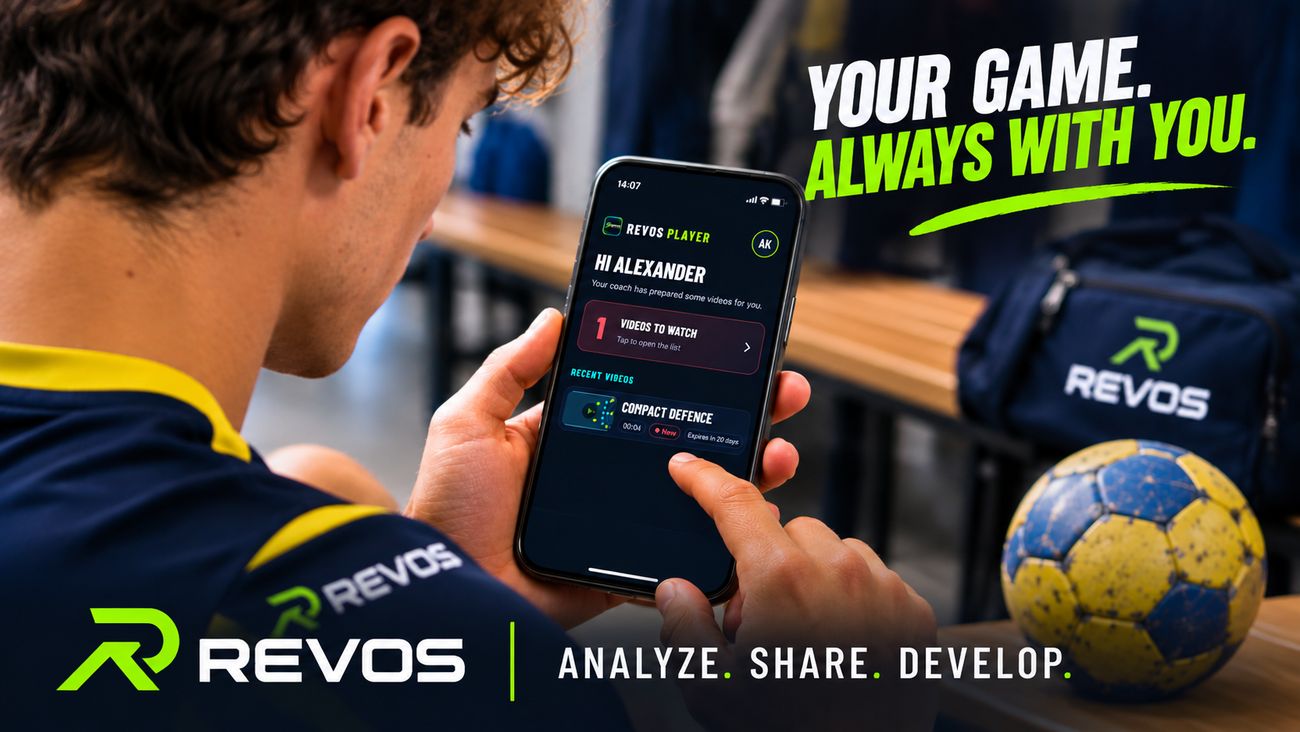 YOUR GAME.
ALWAYS WITH YOU.
14:07
REVOS PLAYER
AK
HI ALEXANDER
Your coach has prepared some videos for you.
1
VIDEOS TO WATCH
Tap to open the list
RECENT VIDEOS
COMPACT DEFENCE
00:04
New
Expires in 20 days
REVOS
REVOS
REVOS
ANALYZE. SHARE. DEVELOP.